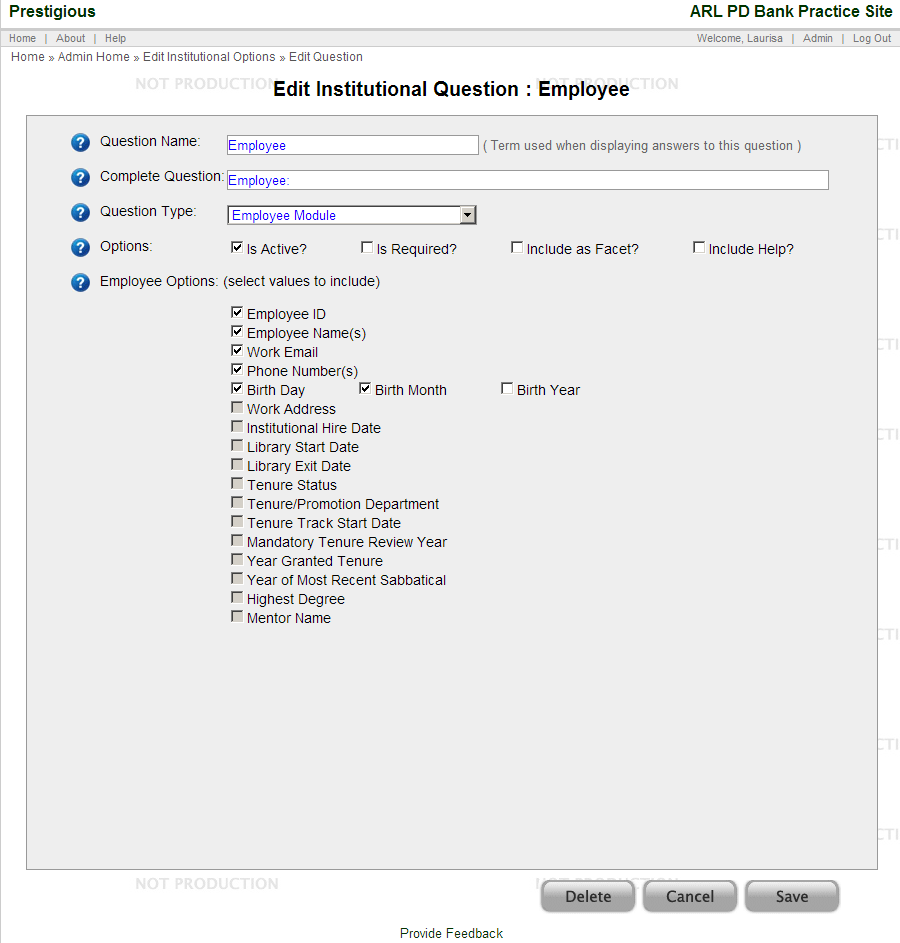 Prestigious ARL PD Bank Practice Site
Home | About | Help Welcome, Laurisa | Admin | Log Out
Home » Admin Home » Edit Institutional Options » Edit Question
NOT PRODUCTION NOT PRODUCTION
Edit Institutional Question : Employee
? Question Name: Employee ( Term used when displaying answers to this question )
? Complete Question: Employee:
? Question Type: Employee Module
? Options: Is Active? Is Required? Include as Facet? Include Help?
? Employee Options: (select values to include)
Employee ID
Employee Name(s)
Work Email
Phone Number(s)
Birth Day Birth Month Birth Year
Work Address
Institutional Hire Date
Library Start Date
Library Exit Date
Tenure Status
Tenure/Promotion Department
Tenure Track Start Date
Mandatory Tenure Review Year
Year Granted Tenure
Year of Most Recent Sabbatical
Highest Degree
Mentor Name
NOT PRODUCTION
Delete Cancel Save
Provide Feedback